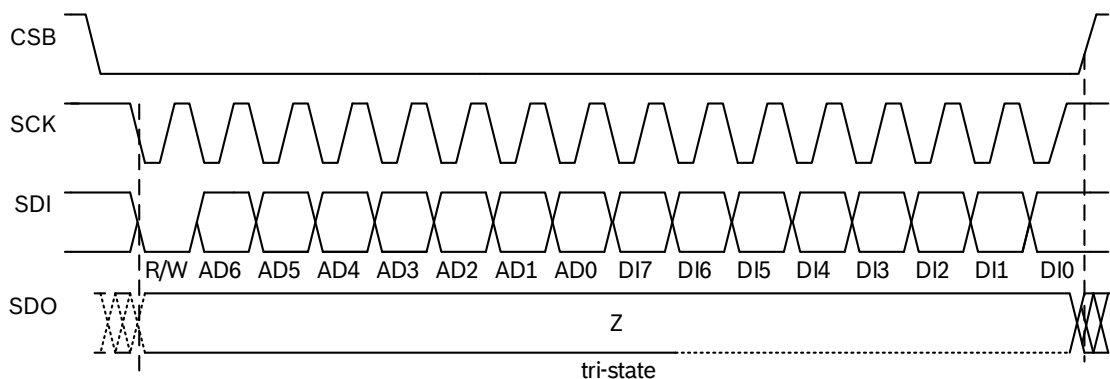 CSB
SCK
SDI
R/W AD6 AD5 AD4 AD3 AD2 AD1 AD0 DI7 DI6 DI5 DI4 DI3 DI2 DI1 DI0
SDO
Z
tri-state